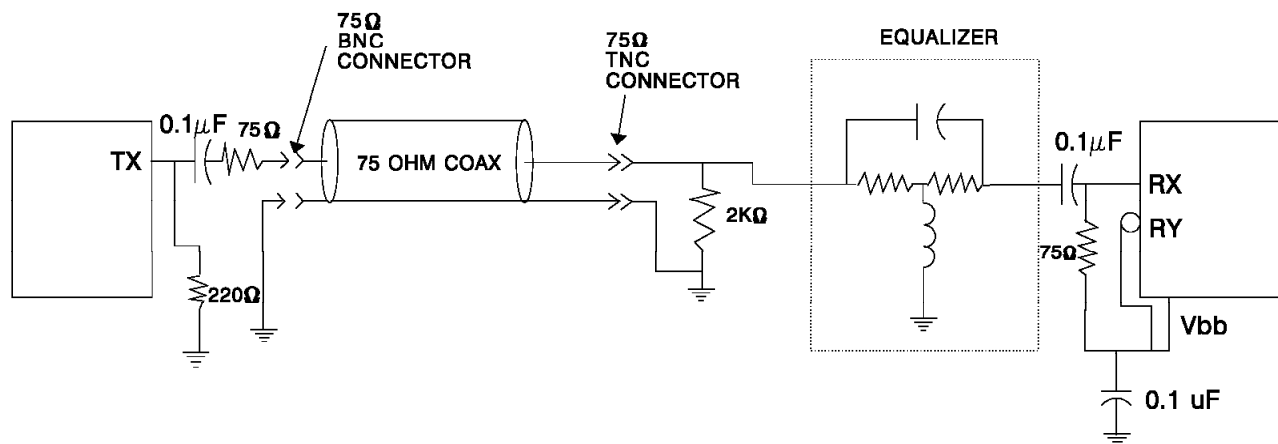 75Ω
BNC
CONNECTOR
75Ω
TNC
CONNECTOR
EQUALIZER
0.1μF
75Ω
TX
75 OHM COAX
0.1μF
RX
2KΩ
RY
75Ω
220Ω
Vbb
0.1 uF